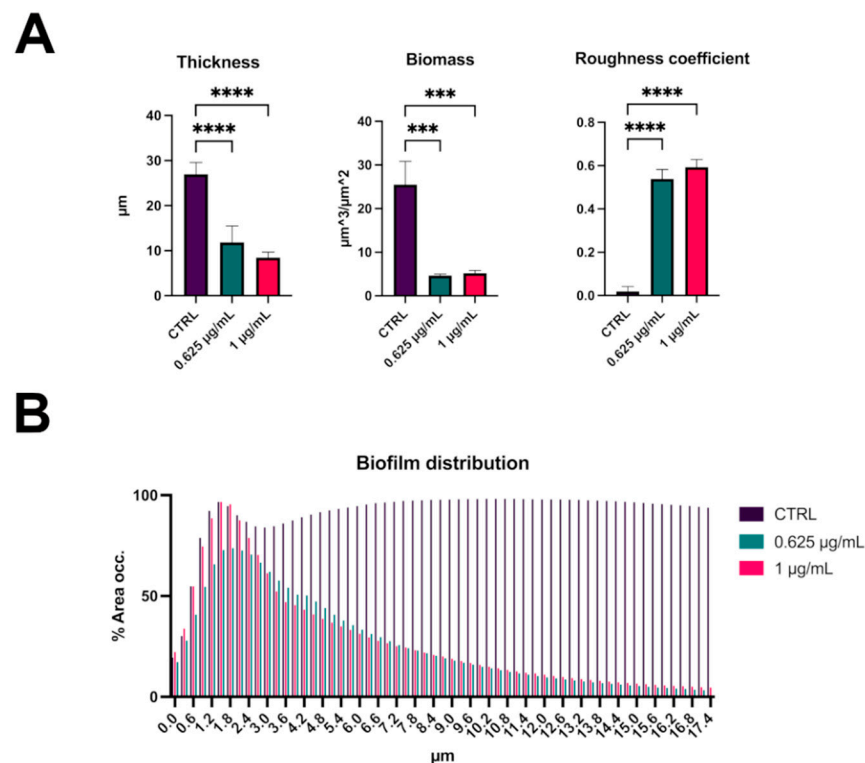 A
Thickness
Biomass
Roughness coefficient
**** 
****
µm
40
30
20
10
0
CTRL
0.625 µg/mL
1 µg/mL
***
***
µm^3/µm^2
40
30
20
10
0
CTRL
0.625 µg/mL
1 µg/mL
****
****
0.8
0.6
0.4
0.2
0.0
CTRL
0.625 µg/mL
1 µg/mL
B
Biofilm distribution
% Area occ.
100
50
0
0.0 0.6 1.2 1.8 2.4 3.0 3.6 4.2 4.8 5.4 6.0 6.6 7.2 7.8 8.4 9.0 9.6 10.2 10.8 11.4 12.0 12.6 13.2 13.8 14.4 15.0 15.6 16.2 16.8 17.4
µm
CTRL
0.625 µg/mL
1 µg/mL